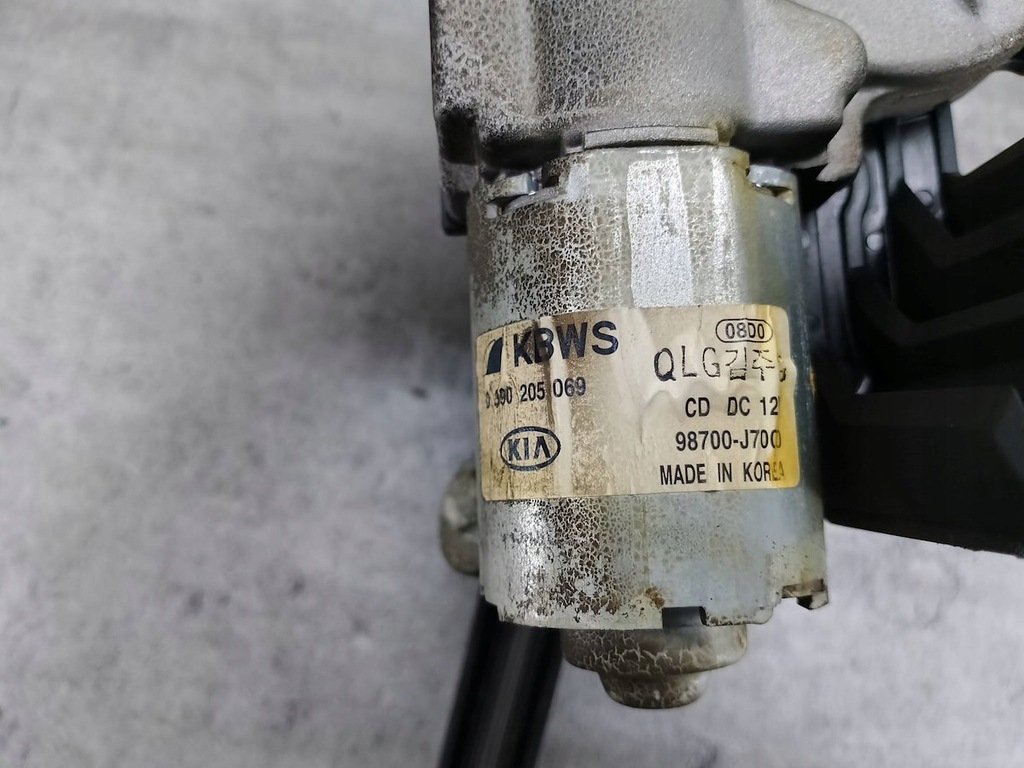 KBWS
0 390 205 069
KIA
08D0
QLG김주
CD DC 12
98700-J700
MADE IN KOREA